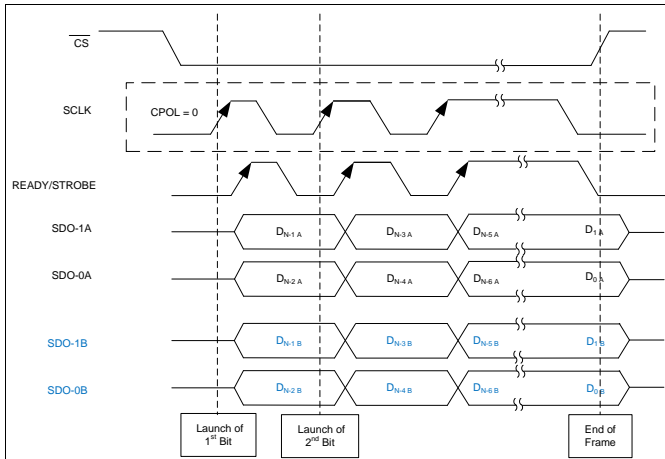 CS
SCLK
CPOL = 0
READY/STROBE
SDO-1A
DN-1 A
DN-3 A
DN-5 A
D1 A
SDO-0A
DN-2 A
DN-4 A
DN-6 A
D0 A
SDO-1B
DN-1 B
DN-3 B
DN-5 B
D1 B
SDO-0B
DN-2 B
DN-4 B
DN-6 B
D0 B
Launch of
1st Bit
Launch of
2nd Bit
End of
Frame